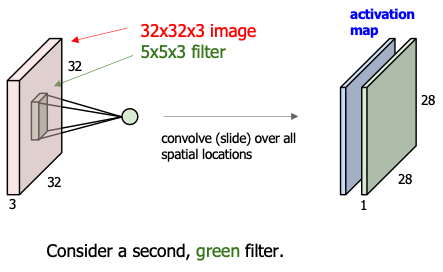 32x32x3 image
5x5x3 filter
activation
map
32
32
3
convolve (slide) over all
spatial locations
28
28
1
Consider a second, green filter.